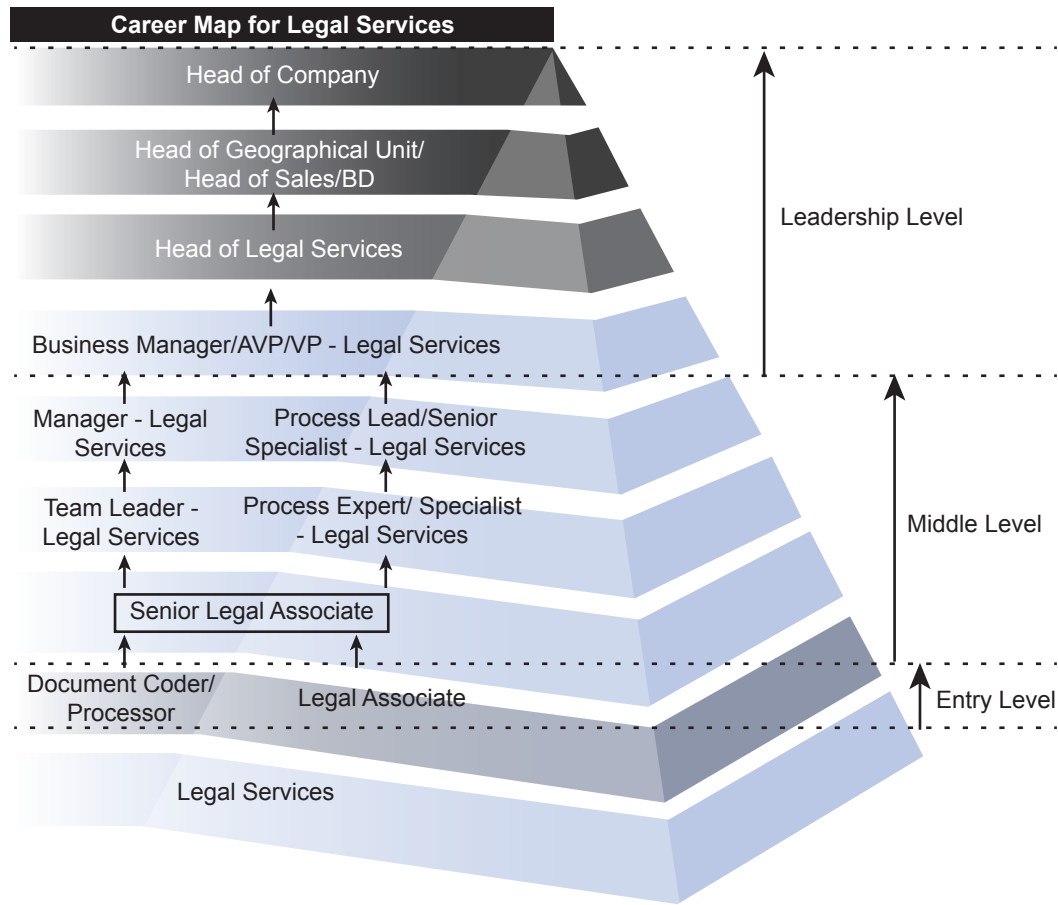 Career Map for Legal Services
Head of Company
Head of Geographical Unit/
Head of Sales/BD
Head of Legal Services
Leadership Level
Business Manager/AVP/VP - Legal Services
Manager - Legal
Services
Process Lead/Senior
Specialist - Legal Services
Team Leader -
Legal Services
Process Expert/ Specialist
- Legal Services
Middle Level
Senior Legal Associate
Document Coder/
Processor
Legal Associate
Entry Level
Legal Services